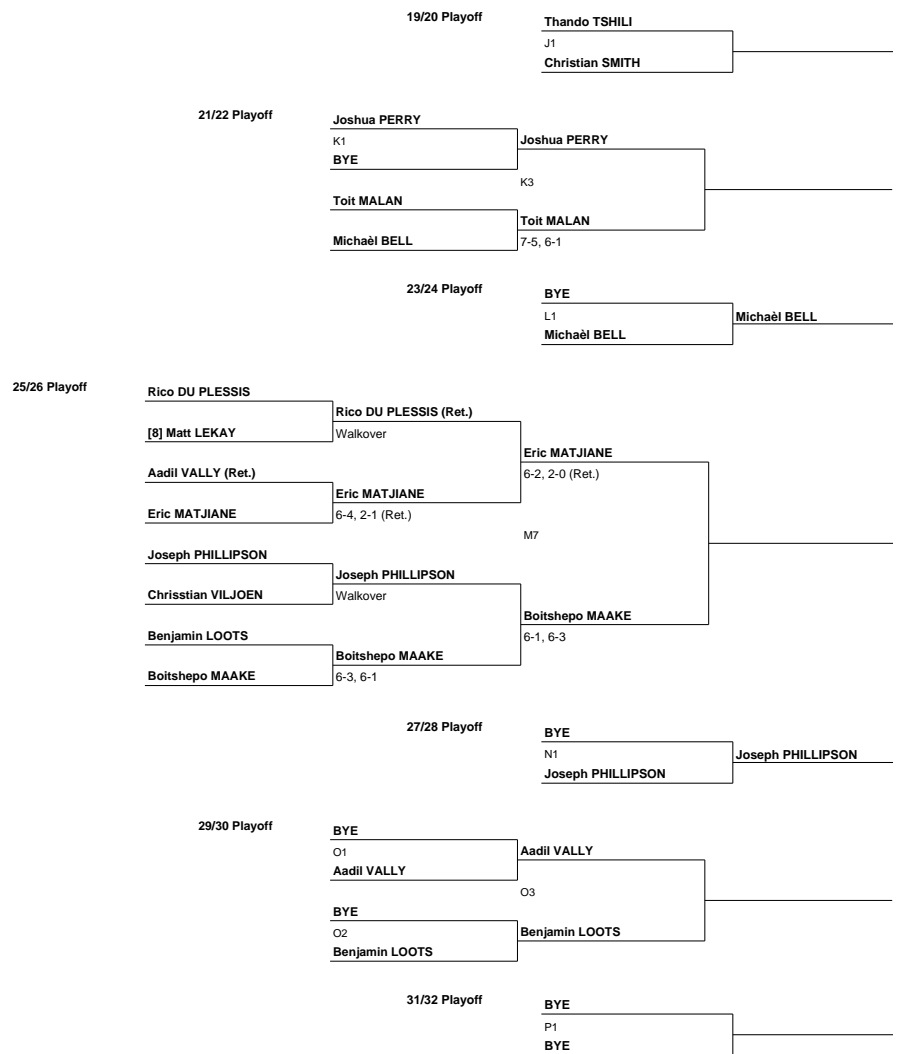 19/20 Playoff
Thando TSHILI
J1
Christian SMITH
21/22 Playoff
Joshua PERRY
K1
BYE
Joshua PERRY
K3
Toit MALAN
Michaèl BELL
Toit MALAN
7-5, 6-1
23/24 Playoff
BYE
L1
Michaèl BELL
Michaèl BELL
25/26 Playoff
Rico DU PLESSIS
[8] Matt LEKAY
Rico DU PLESSIS (Ret.)
Walkover
Aadil VALLY (Ret.)
Eric MATJIANE
Eric MATJIANE
6-4, 2-1 (Ret.)
Eric MATJIANE
6-2, 2-0 (Ret.)
M7
Joseph PHILLIPSON
Chrisstian VILJOEN
Joseph PHILLIPSON
Walkover
Benjamin LOOTS
Boitshepo MAAKE
Boitshepo MAAKE
6-3, 6-1
Boitshepo MAAKE
6-1, 6-3
27/28 Playoff
BYE
N1
Joseph PHILLIPSON
Joseph PHILLIPSON
29/30 Playoff
BYE
O1
Aadil VALLY
Aadil VALLY
O3
BYE
O2
Benjamin LOOTS
Benjamin LOOTS
31/32 Playoff
BYE
P1
BYE